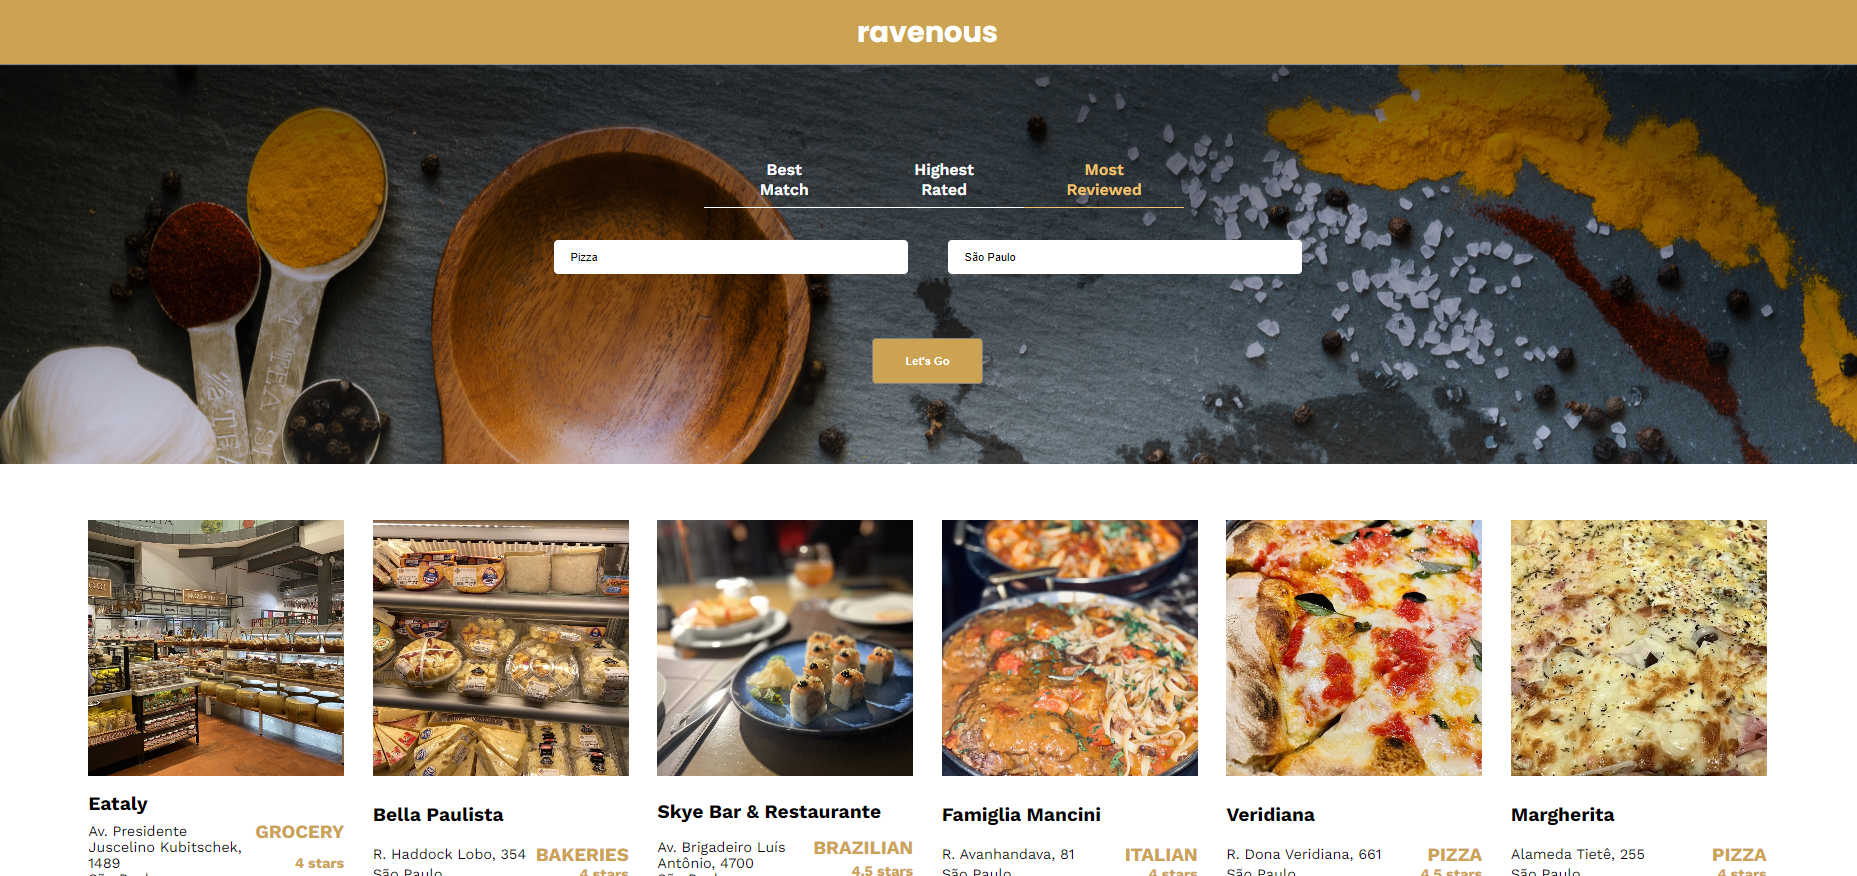 ravenous
Best
Match
Highest
Rated
Most
Reviewed
Pizza
São Paulo
Let's Go
Eataly
Av. Presidente
Juscelino Kubitschek,
1489
GROCERY
4 stars
Bella Paulista
R. Haddock Lobo, 354
São Paulo
BAKERIES
4 stars
Skye Bar & Restaurante
Av. Brigadeiro Luís
Antônio, 4700
BRAZILIAN
4.5 stars
Famiglia Mancini
R. Avanhandava, 81
São Paulo
ITALIAN
4 stars
Veridiana
R. Dona Veridiana, 661
São Paulo
PIZZA
4.5 stars
Margherita
Alameda Tietê, 255
São Paulo
PIZZA
4 stars